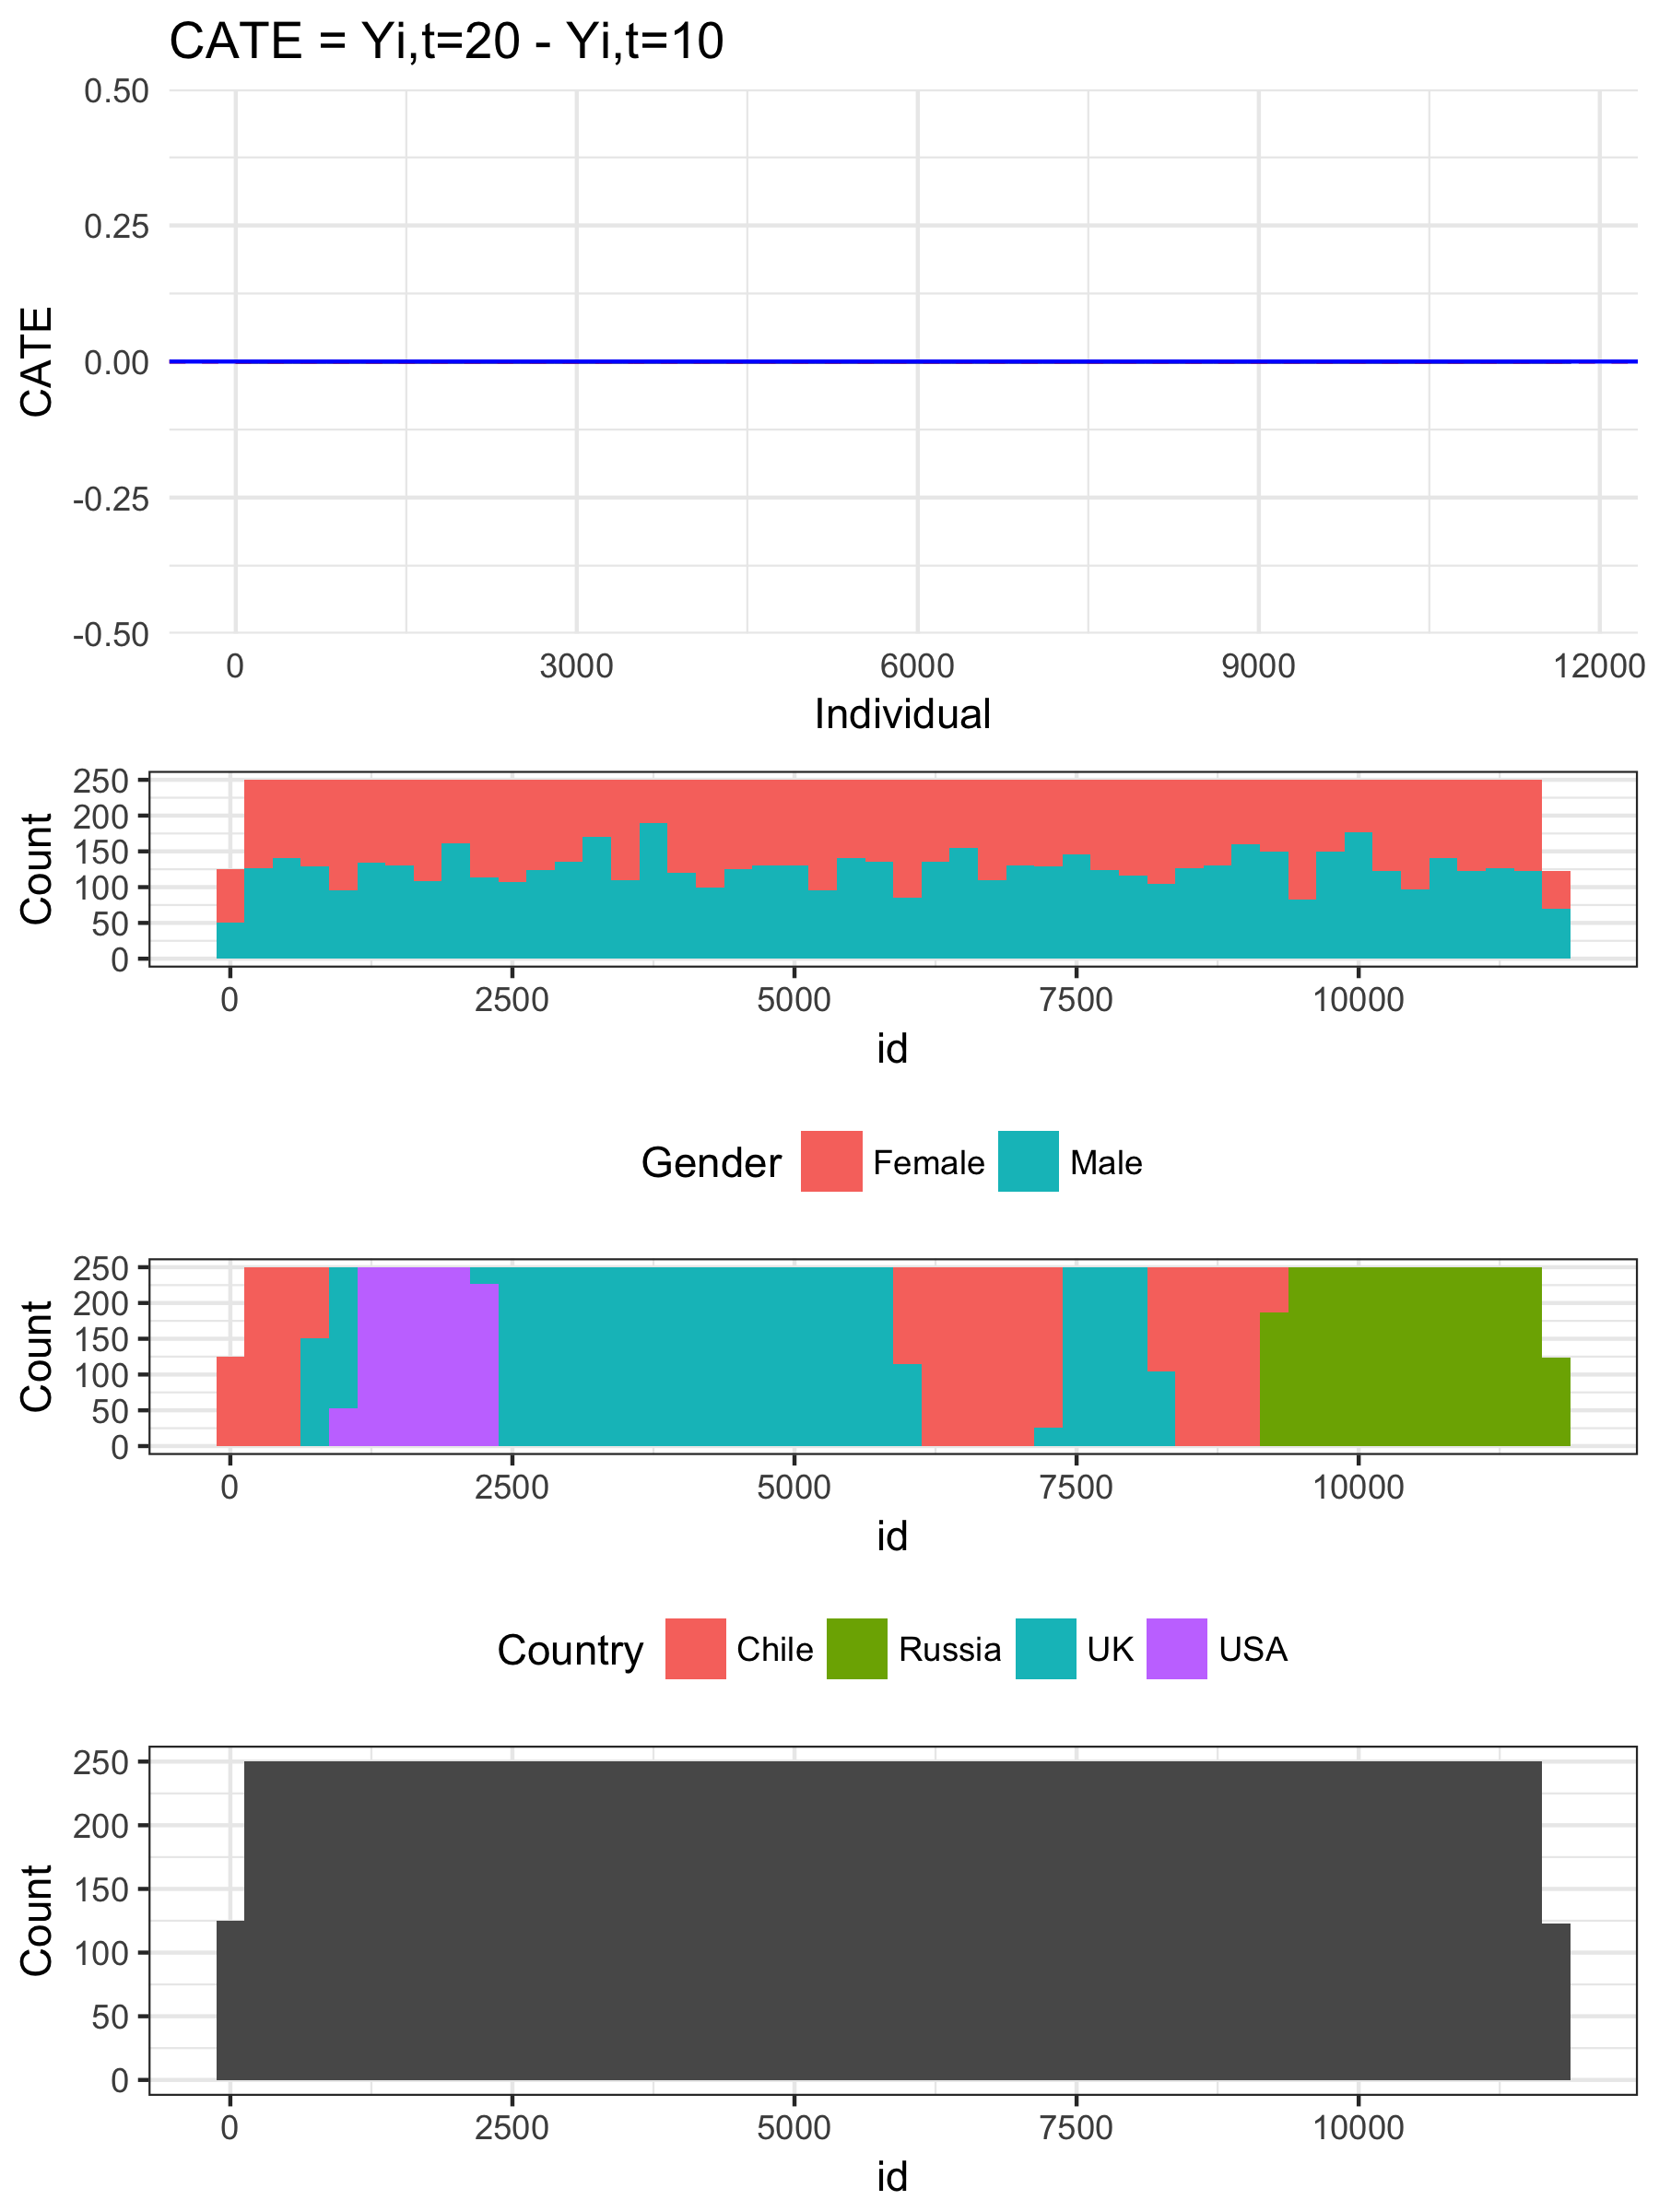 CATE = Yi,t=20 - Yi,t=10
0.50
0.25
0.00
-0.25
-0.50
CATE
0 3000 6000 9000 12000
Individual
250
200
150
100
50
0
Count
0 2500 5000 7500 10000
id
Gender Female Male
250
200
150
100
50
0
Count
0 2500 5000 7500 10000
id
Country Chile Russia UK USA
250
200
150
100
50
0
Count
0 2500 5000 7500 10000
id